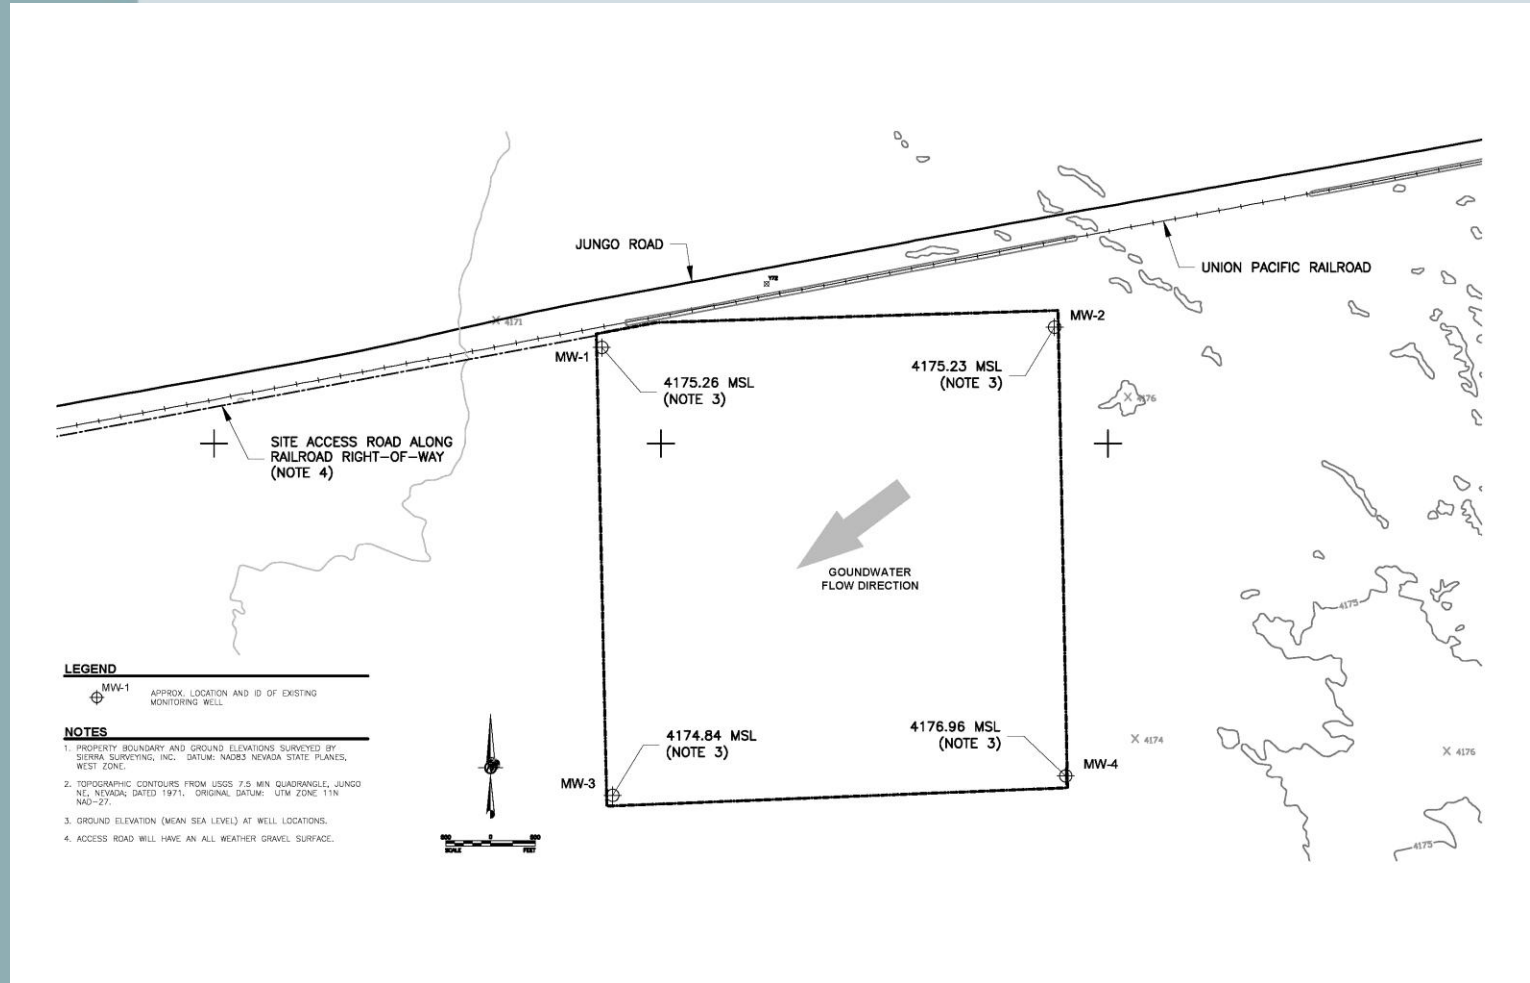 JUNGO ROAD
UNION PACIFIC RAILROAD
4171
MW-1
MW-2
4175.26 MSL
(NOTE 3)
4175.23 MSL
(NOTE 3)
4176
SITE ACCESS ROAD ALONG
RAILROAD RIGHT-OF-WAY
(NOTE 4)
GOUNDWATER
FLOW DIRECTION
4175
LEGEND
MW-1
APPROX. LOCATION AND ID OF EXISTING
MONITORING WELL
NOTES
1. PROPERTY BOUNDARY AND GROUND ELEVATIONS SURVEYED BY
SIERRA SURVEYING, INC. DATUM: NAD83 NEVADA STATE PLANES,
WEST ZONE.
2. TOPOGRAPHIC CONTOURS FROM USGS 7.5 MIN QUADRANGLE, JUNGO
NE, NEVADA; DATED 1971. ORIGINAL DATUM: UTM ZONE 11N
NAD-27.
3. GROUND ELEVATION (MEAN SEA LEVEL) AT WELL LOCATIONS.
4. ACCESS ROAD WILL HAVE AN ALL WEATHER GRAVEL SURFACE.
4174.84 MSL
(NOTE 3)
4176.96 MSL
(NOTE 3)
4174
4176
MW-3
MW-4
SCALE
FEET
4175